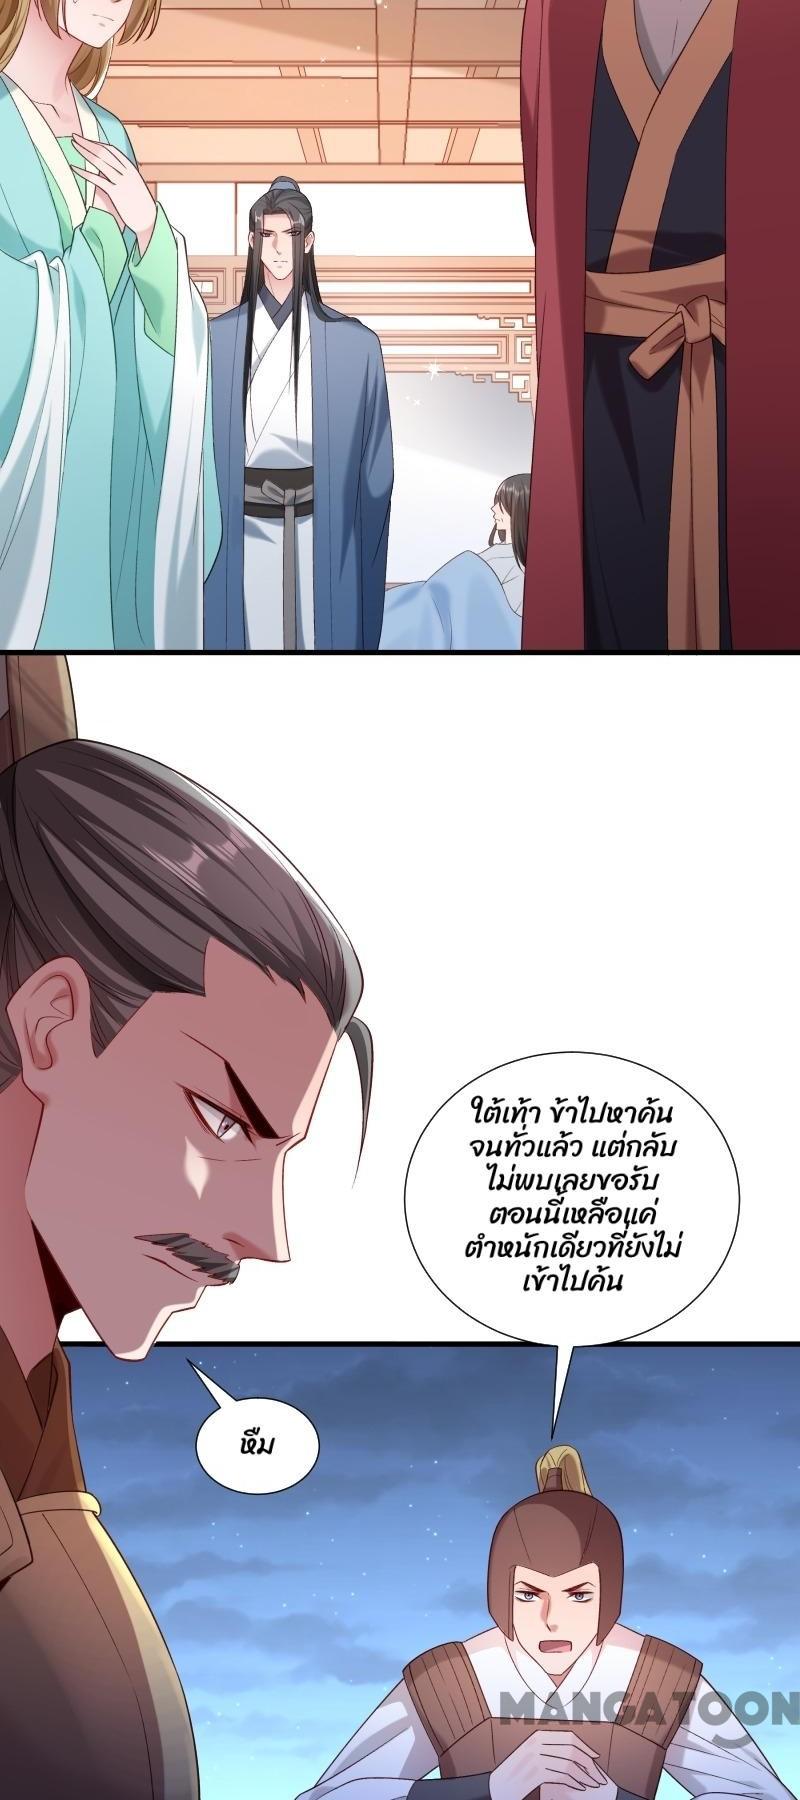 ใต้เท้า ข้าไปหาค้น
จนทั่วแล้ว แต่กลับ
ไม่พบเลยขอรับ
ตอนนี้เหลือแค่
ตำหนักเดียวที่ยังไม่
เข้าไปค้น
หืม
MANGATOON